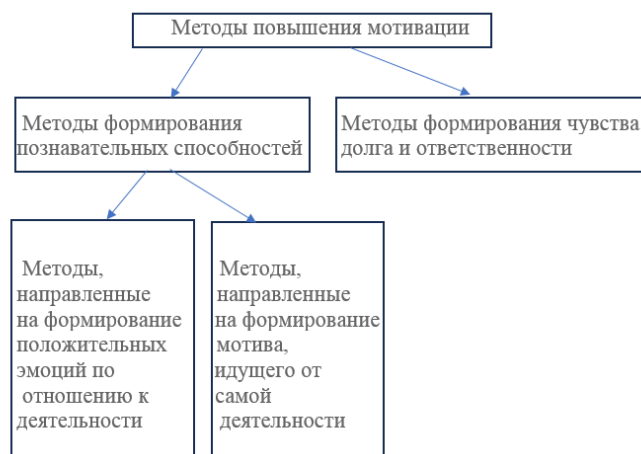 Методы повышения мотивации
Методы формирования
познавательных способностей
Методы формирования чувства
долга и ответственности
Методы,
направленные
на формирование
положительных
эмоций по
отношению к
деятельности
Методы,
направленные
на формирование
мотива,
идущего от
самой
деятельности